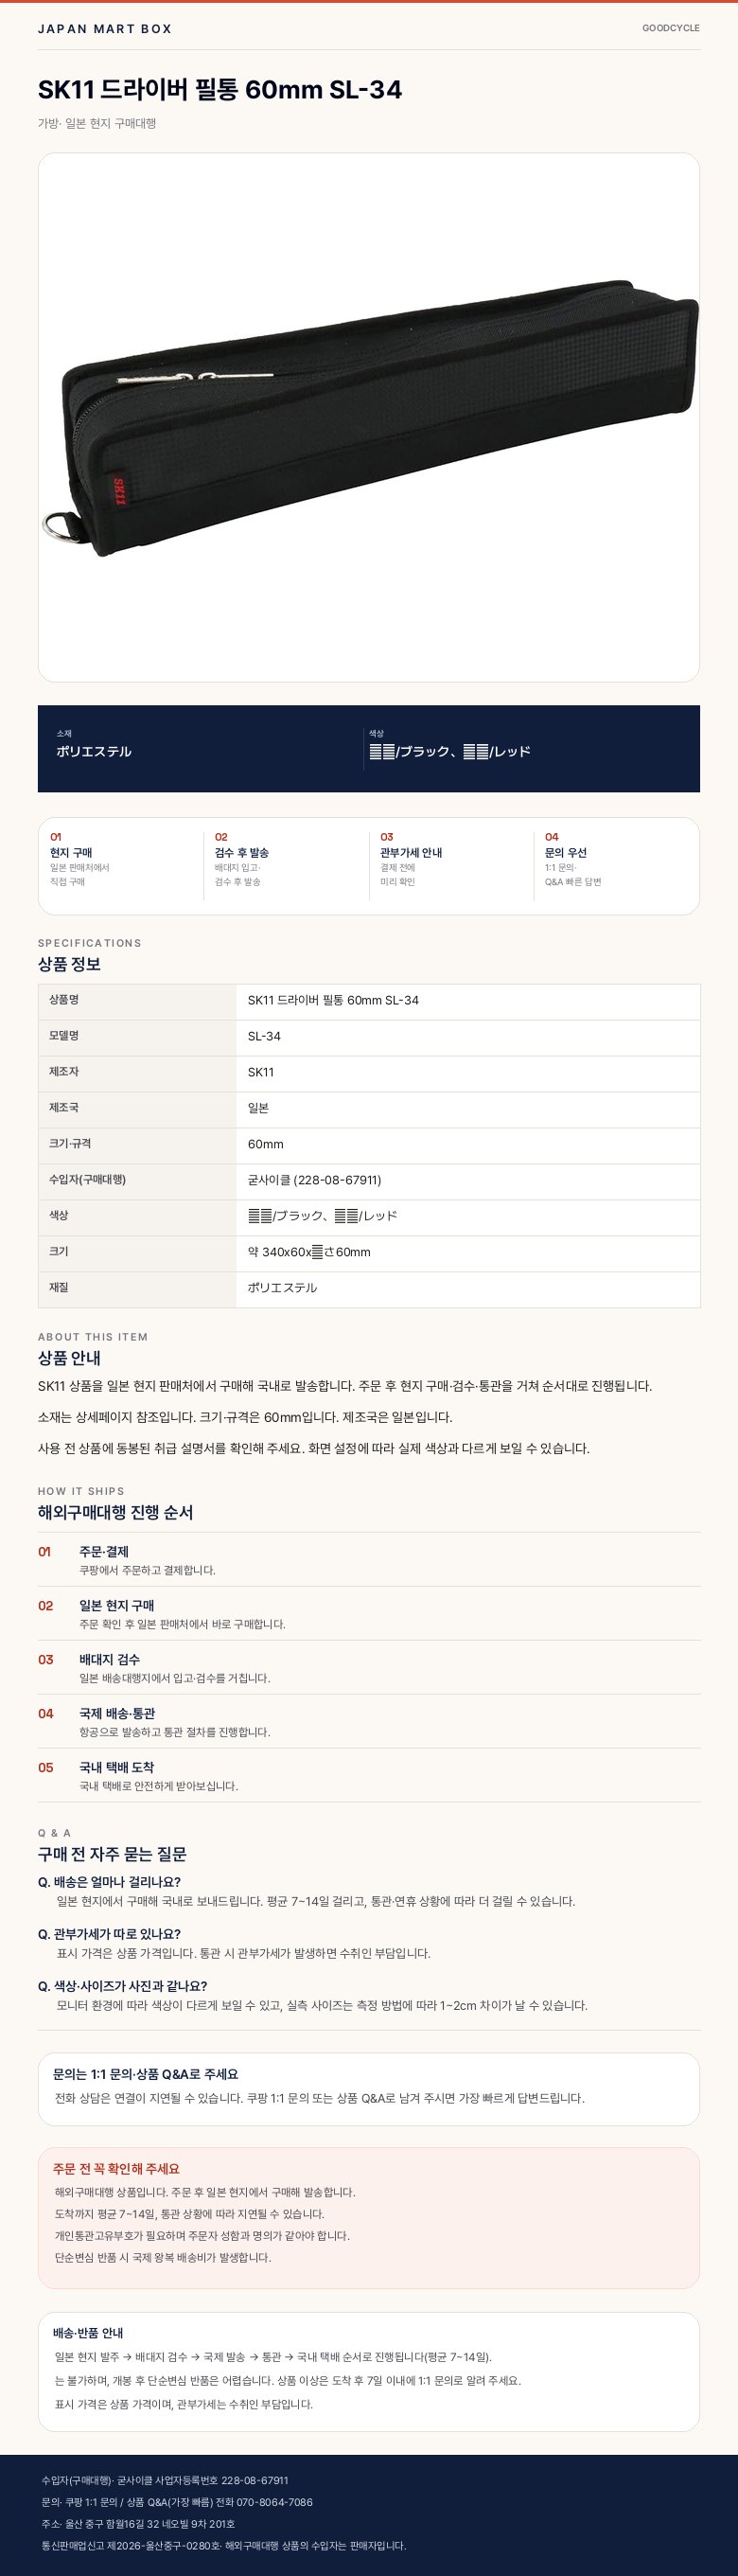 JAPAN MART BOX
GOODCYCLE
SK11 드라이버 필통 60mm SL-34
가방· 일본 현지 구매대행
SK11
소재
ポリエステル
색상
/ブラック、/レッド
01
현지 구매
일본 판매처에서
직접 구매
02
검수 후 발송
배대지 입고·
검수 후 발송
03
관부가세 안내
결제 전에
미리 확인
04
문의 우선
1:1 문의·
Q&A 빠른 답변
SPECIFICATIONS
상품 정보
상품명 SK11 드라이버 필통 60mm SL-34
모델명 SL-34
제조자 SK11
제조국 일본
크기·규격 60mm
수입자(구매대행) 굳사이클 (228-08-67911)
색상 /ブラック、/レッド
크기 약 340x60xさ60mm
재질 ポリエステル
ABOUT THIS ITEM
상품 안내
SK11 상품을 일본 현지 판매처에서 구매해 국내로 발송합니다. 주문 후 현지 구매·검수·통관을 거쳐 순서대로 진행됩니다.
소재는 상세페이지 참조입니다. 크기·규격은 60mm입니다. 제조국은 일본입니다.
사용 전 상품에 동봉된 취급 설명서를 확인해 주세요. 화면 설정에 따라 실제 색상과 다르게 보일 수 있습니다.
HOW IT SHIPS
해외구매대행 진행 순서
01 주문·결제
쿠팡에서 주문하고 결제합니다.
02 일본 현지 구매
주문 확인 후 일본 판매처에서 바로 구매합니다.
03 배대지 검수
일본 배송대행지에서 입고·검수를 거칩니다.
04 국제 배송·통관
항공으로 발송하고 통관 절차를 진행합니다.
05 국내 택배 도착
국내 택배로 안전하게 받아보십니다.
Q & A
구매 전 자주 묻는 질문
Q. 배송은 얼마나 걸리나요?
일본 현지에서 구매해 국내로 보내드립니다. 평균 7~14일 걸리고, 통관·연휴 상황에 따라 더 걸릴 수 있습니다.
Q. 관부가세가 따로 있나요?
표시 가격은 상품 가격입니다. 통관 시 관부가세가 발생하면 수취인 부담입니다.
Q. 색상·사이즈가 사진과 같나요?
모니터 환경에 따라 색상이 다르게 보일 수 있고, 실측 사이즈는 측정 방법에 따라 1~2cm 차이가 날 수 있습니다.
문의는 1:1 문의·상품 Q&A로 주세요
전화 상담은 연결이 지연될 수 있습니다. 쿠팡 1:1 문의 또는 상품 Q&A로 남겨 주시면 가장 빠르게 답변드립니다.
주문 전 꼭 확인해 주세요
해외구매대행 상품입니다. 주문 후 일본 현지에서 구매해 발송합니다.
도착까지 평균 7~14일, 통관 상황에 따라 지연될 수 있습니다.
개인통관고유부호가 필요하며 주문자 성함과 명의가 같아야 합니다.
단순변심 반품 시 국제 왕복 배송비가 발생합니다.
배송·반품 안내
일본 현지 발주 → 배대지 검수 → 국제 발송 → 통관 → 국내 택배 순서로 진행됩니다(평균 7~14일).
는 불가하며, 개봉 후 단순변심 반품은 어렵습니다. 상품 이상은 도착 후 7일 이내에 1:1 문의로 알려 주세요.
표시 가격은 상품 가격이며, 관부가세는 수취인 부담입니다.
수입자(구매대행)· 굳사이클 사업자등록번호 228-08-67911
문의· 쿠팡 1:1 문의 / 상품 Q&A(가장 빠름) 전화 070-8064-7086
주소· 울산 중구 함월16길 32 네오빌 9차 201호
통신판매업신고 제2026-울산중구-0280호· 해외구매대행 상품의 수입자는 판매자입니다.